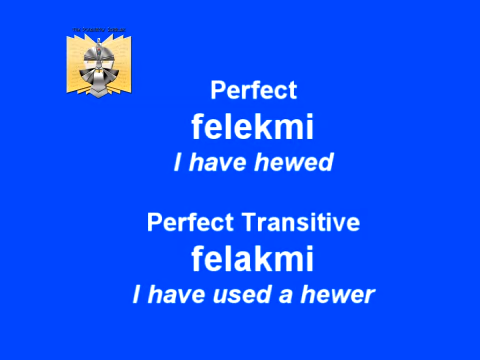 Perfect
felekmi
I have hewed
Perfect Transitive
felakmi
I have used a hewer